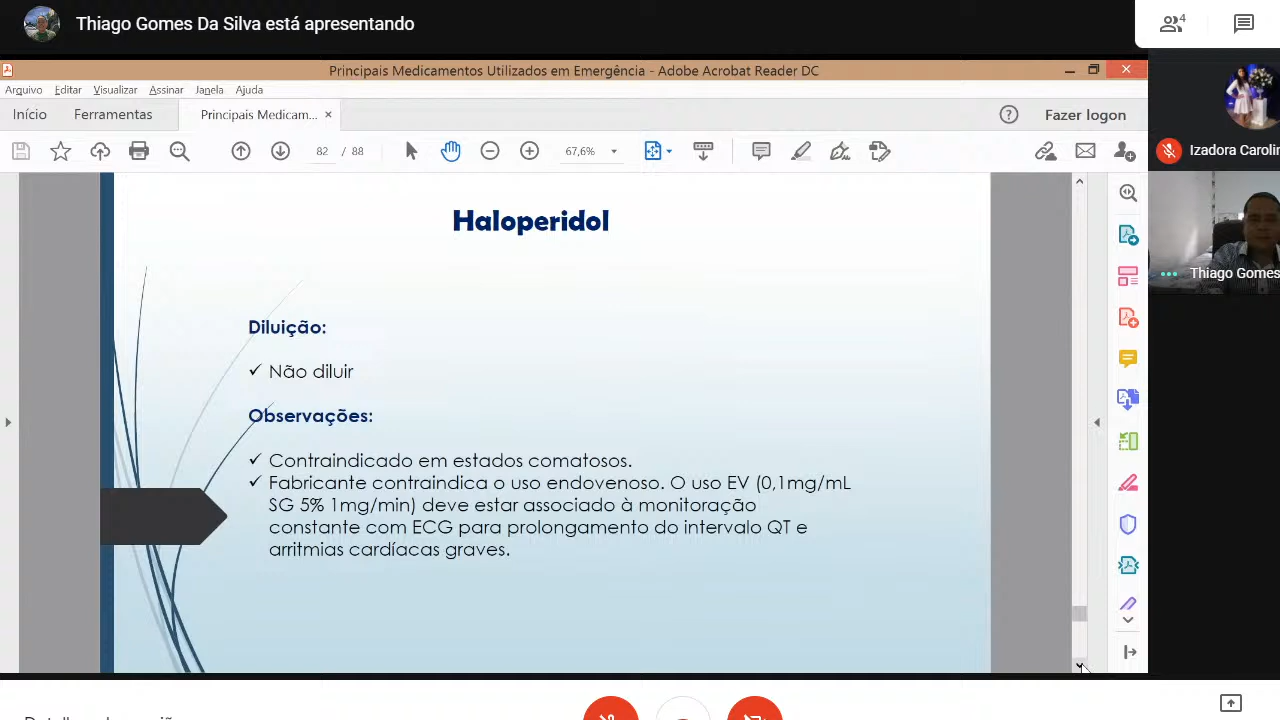 Thiago Gomes Da Silva está apresentando
4
Principais Medicamentos Utilizados em Emergência - Adobe Acrobat Reader DC
Arquivo Editar Visualizar Assinar Janela Ajuda
Início Ferramentas Principais Medicam... × Fazer logon
82 / 88 67,6%
Izadora Carolin
Thiago Gomes
Haloperidol
Diluição:
✓ Não diluir
Observações:
✓ Contraindicado em estados comatosos.
✓ Fabricante contraindica o uso endovenoso. O uso EV (0,1mg/mL
SG 5% 1mg/min) deve estar associado à monitoração
constante com ECG para prolongamento do intervalo QT e
arritmias cardíacas graves.